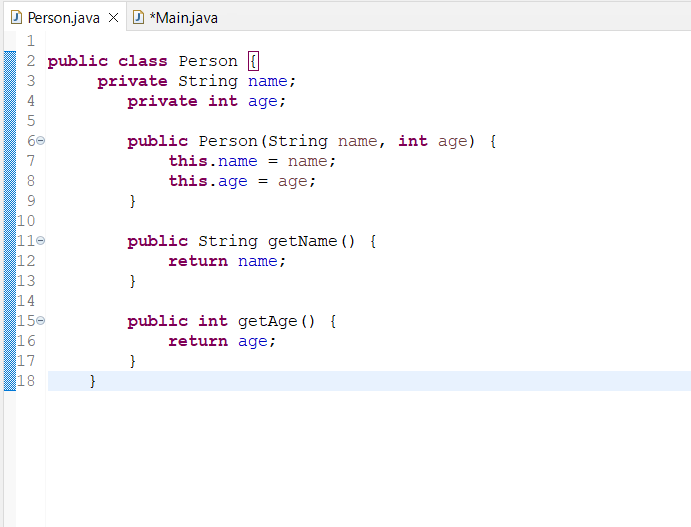 Person.java *Main.java
1
2 public class Person {
3 private String name;
4 private int age;
5
6 public Person(String name, int age) {
7 this.name = name;
8 this.age = age;
9 }
10
11 public String getName() {
12 return name;
13 }
14
15 public int getAge() {
16 return age;
17 }
18 }